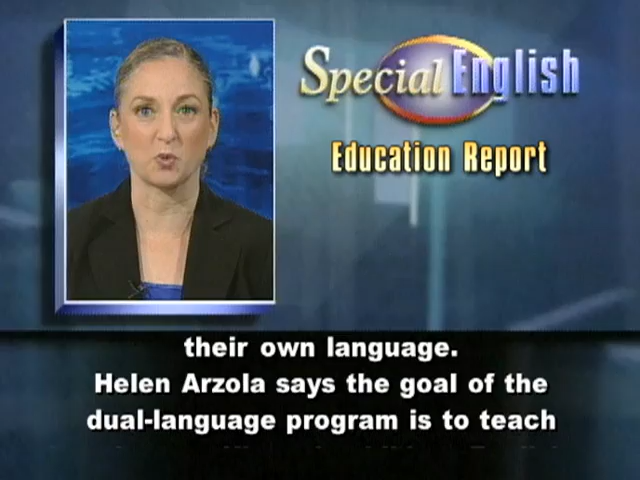 Special English
Education Report
their own language.
Helen Arzola says the goal of the
dual-language program is to teach